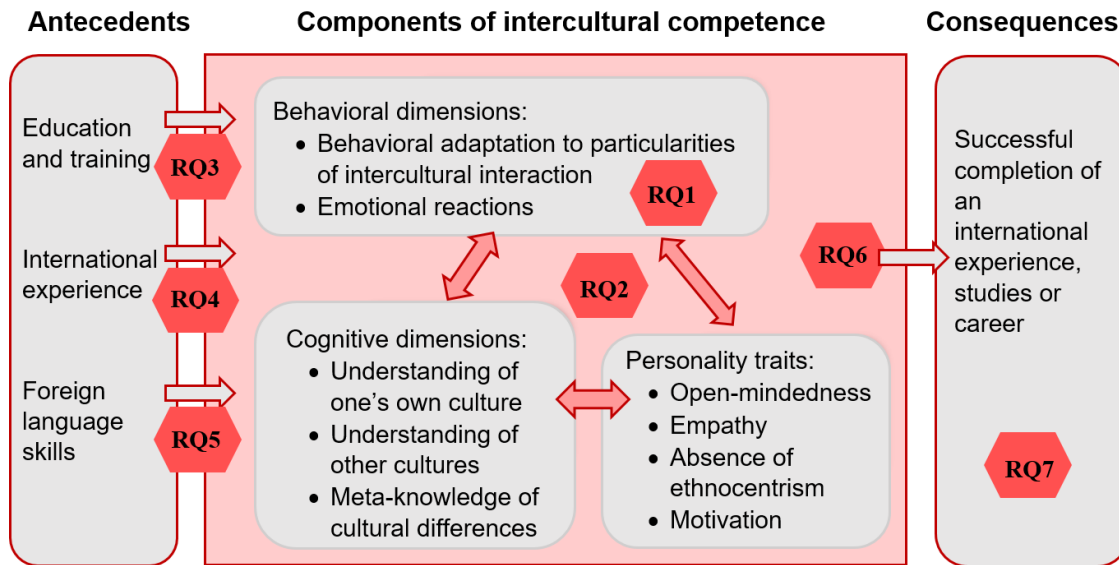 Antecedents
Components of intercultural competence
Consequences
Education
and training
RQ3
International
experience
RQ4
Foreign
language
skills
RQ5
Behavioral dimensions:
• Behavioral adaptation to particularities
of intercultural interaction
• Emotional reactions
RQ1
RQ2
Cognitive dimensions:
• Understanding of
one’s own culture
• Understanding of
other cultures
• Meta-knowledge of
cultural differences
Personality traits:
• Open-mindedness
• Empathy
• Absence of
ethnocentrism
• Motivation
RQ6
Successful
completion of
an
international
experience,
studies or
career
RQ7